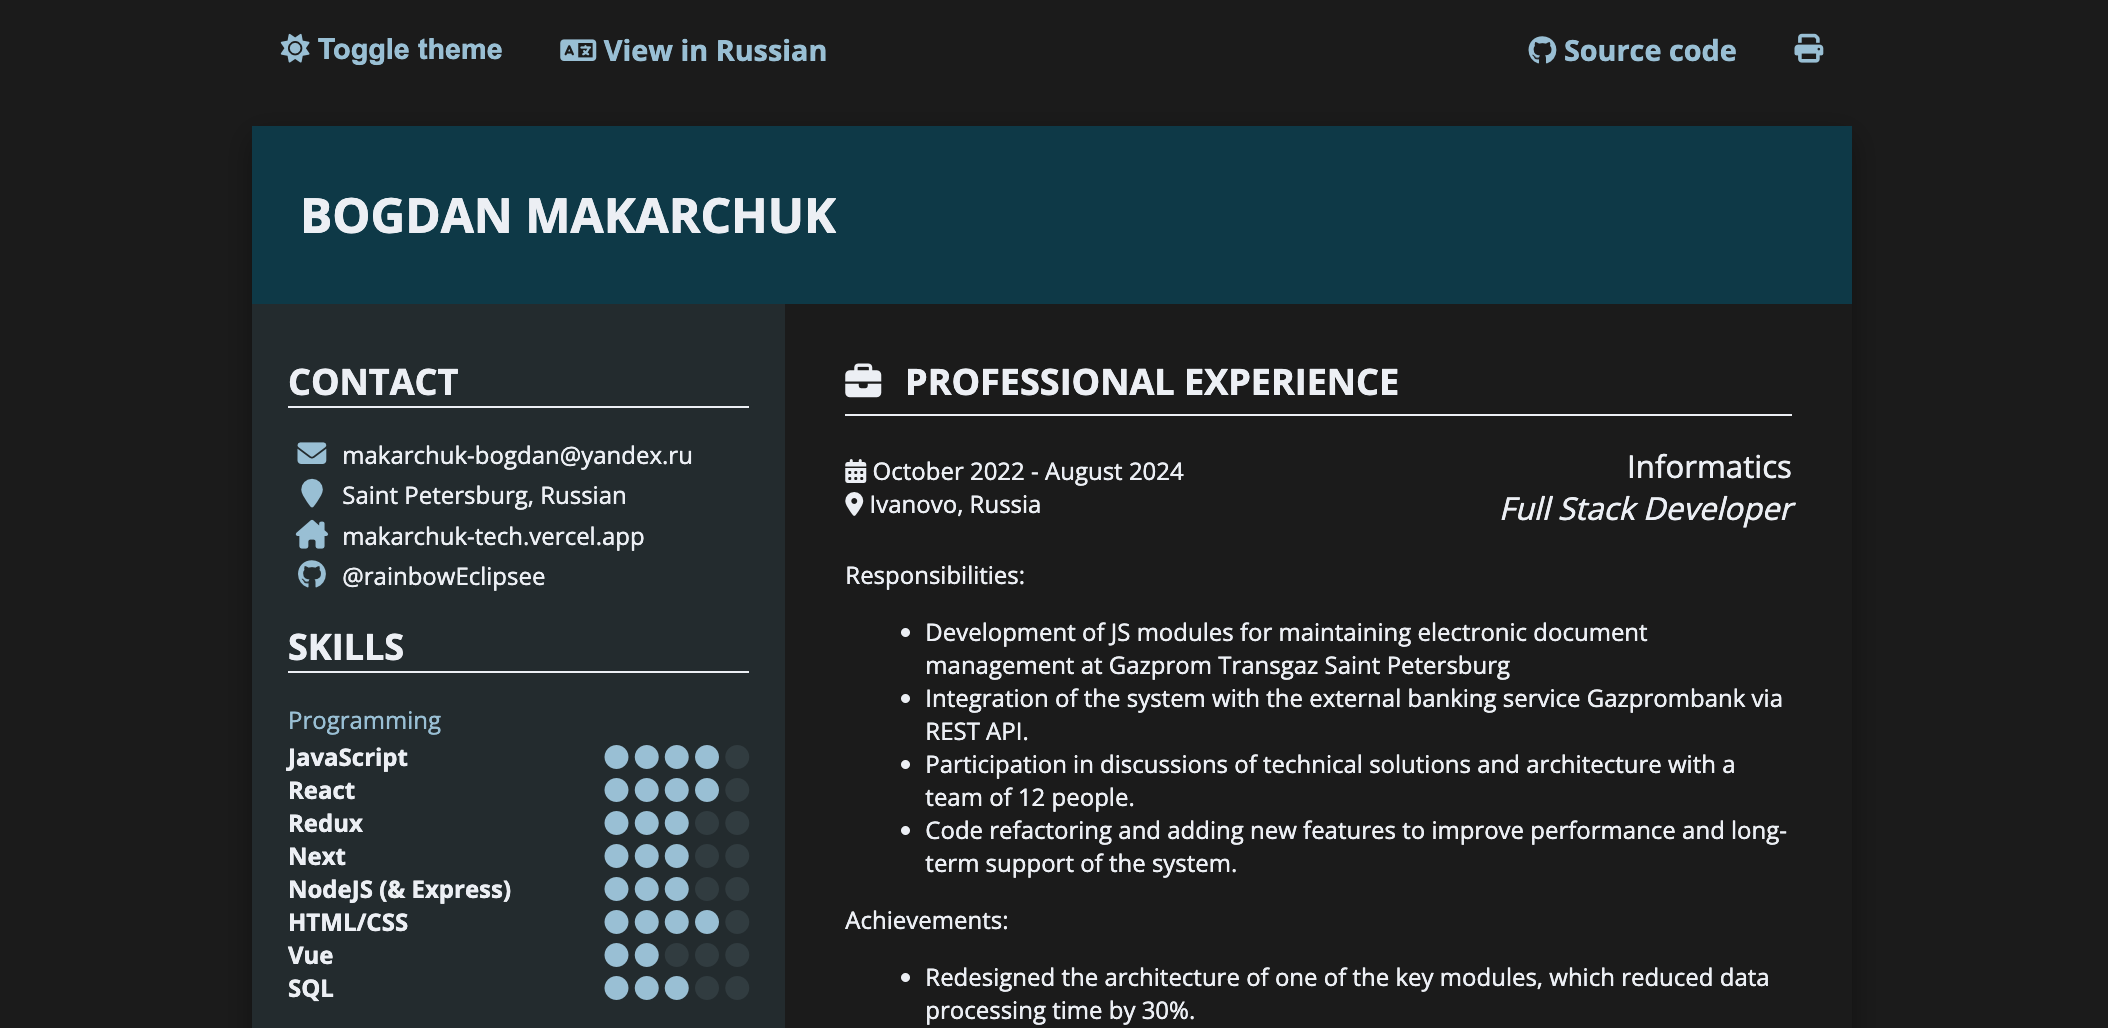 Toggle theme
View in Russian
Source code
BOGDAN MAKARCHUK
CONTACT
makarchuk-bogdan@yandex.ru
Saint Petersburg, Russian
makarchuk-tech.vercel.app
@rainbowEclipsee
SKILLS
Programming
JavaScript
React
Redux
Next
NodeJS (& Express)
HTML/CSS
Vue
SQL
PROFESSIONAL EXPERIENCE
October 2022 - August 2024
Ivanovo, Russia
Informatics
Full Stack Developer
Responsibilities:
• Development of JS modules for maintaining electronic document
management at Gazprom Transgaz Saint Petersburg
• Integration of the system with the external banking service Gazprombank via
REST API.
• Participation in discussions of technical solutions and architecture with a
team of 12 people.
• Code refactoring and adding new features to improve performance and long-
term support of the system.
Achievements:
• Redesigned the architecture of one of the key modules, which reduced data
processing time by 30%.